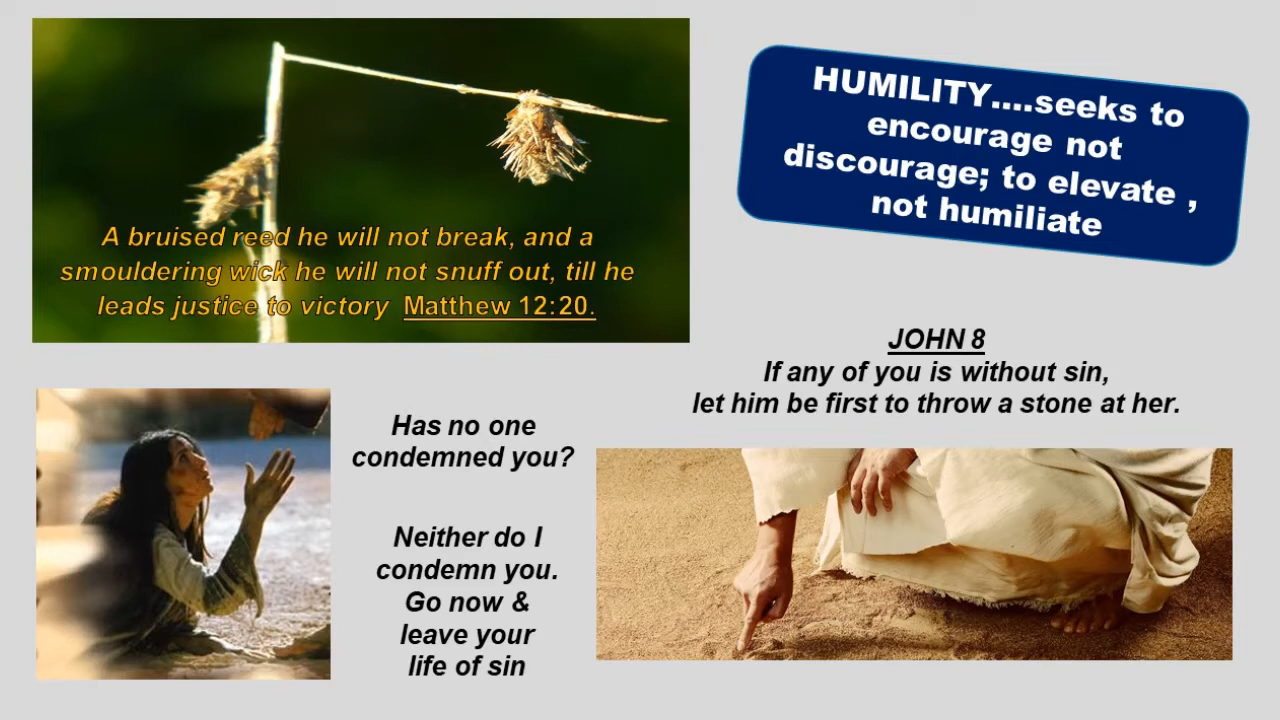 HUMILITY....seeks to
encourage not
discourage; to elevate ,
not humiliate
A bruised reed he will not break, and a
smouldering wick he will not snuff out, till he
leads justice to victory  Matthew 12:20.
JOHN 8
If any of you is without sin,
let him be first to throw a stone at her.
Has no one
condemned you?
Neither do I
condemn you.
Go now &
leave your
life of sin